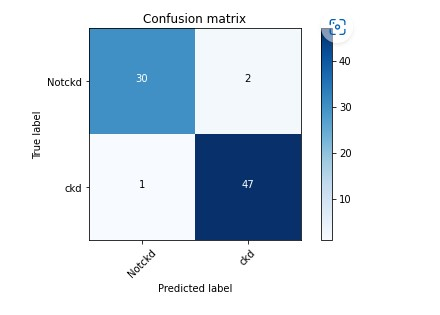 Confusion matrix
True label
Notckd
30
2
ckd
1
47
Notckd
ckd
Predicted label
40
30
20
10